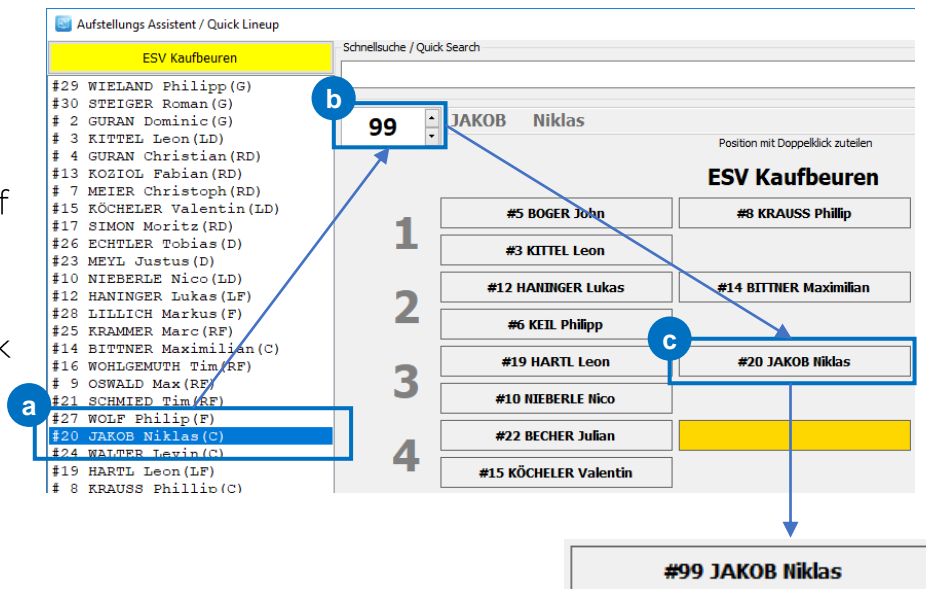 Aufstellungs Assistent / Quick Lineup
ESV Kaufbeuren
Schnellsuche / Quick Search
#29 WIELAND Philipp(G)
#30 STEIGER Roman(G)
# 2 GURAN Dominic(G)
# 3 KITTEL Leon(LD)
# 4 GURAN Christian(RD)
#13 KOZIOL Fabian(RD)
# 7 MEIER Christoph(RD)
#15 KÖCHELER Valentin(LD)
#17 SIMON Moritz(RD)
#26 ECHTLER Tobias(D)
#23 MEYL Justus(D)
#10 NIEBERLE Nico(LD)
#12 HANINGER Lukas(LF)
#28 LILLICH Markus(F)
#25 KRAMMER Marc(RF)
#14 BITTNER Maximilian(C)
#16 WOHLGEMUTH Tim(RF)
# 9 OSWALD Max(RF)
#21 SCHMIED Tim(RF)
#27 WOLF Philip(F)
#20 JAKOB Niklas(C)
#24 WALTER Levin(C)
#19 HARTL Leon(LF)
# 8 KRAUSS Phillip(C)
f
k
a
b
99 JAKOB Niklas
Position mit Doppelklick zuteilen
ESV Kaufbeuren
1
#5 BOGER John #8 KRAUSS Phillip
#3 KITTEL Leon
2
#12 HANINGER Lukas #14 BITTNER Maximilian
#6 KEIL Philipp
c
3
#19 HARTL Leon #20 JAKOB Niklas
#10 NIEBERLE Nico
4
#22 BECHER Julian
#15 KÖCHELER Valentin
#99 JAKOB Niklas